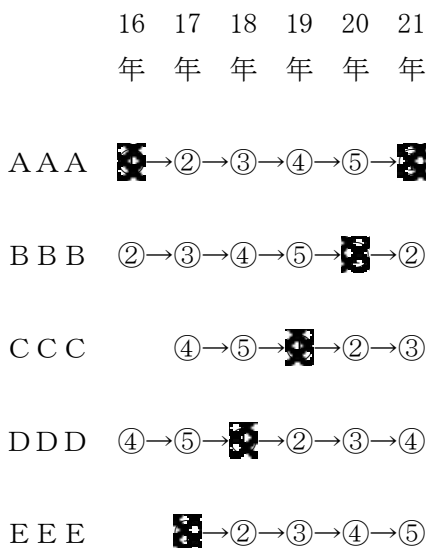 16 17 18 19 20 21
年 年 年 年 年 年
AAA →②→③→④→⑤→
BBB ②→③→④→⑤→ →②
CCC ④→⑤→ →②→③
DDD ④→⑤→ →②→③→④
EEE →②→③→④→⑤